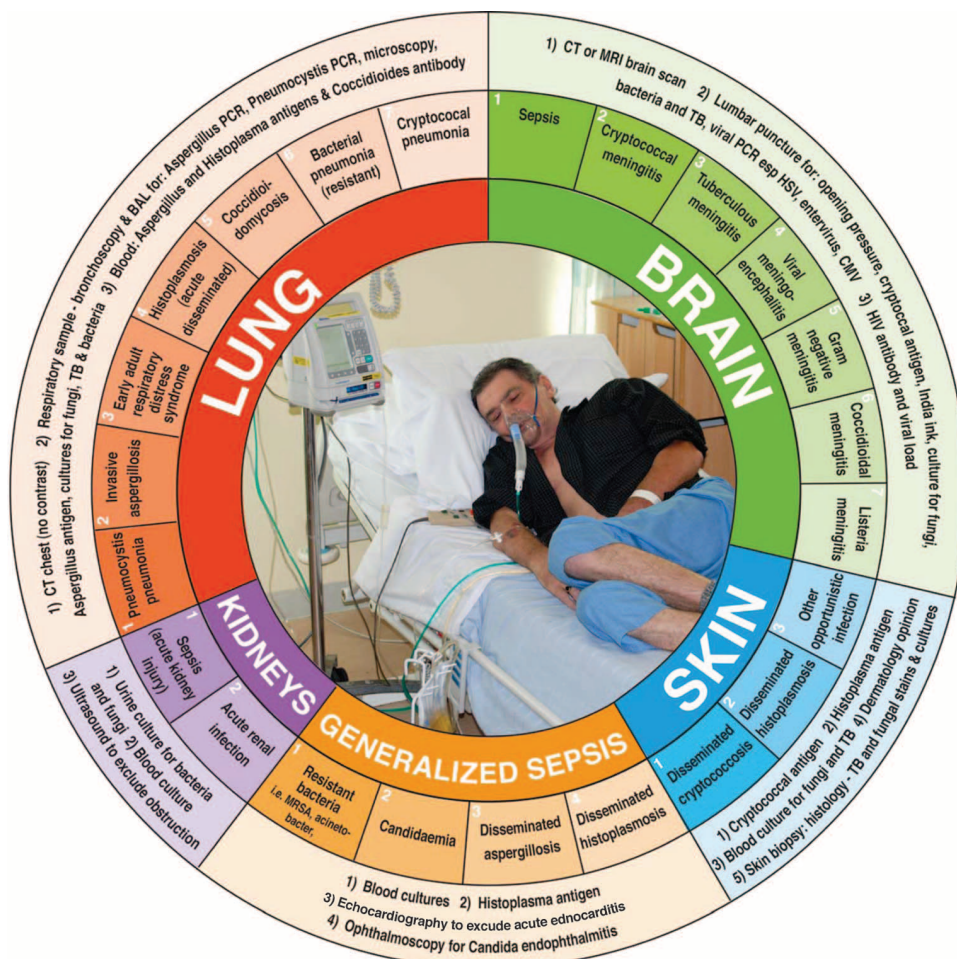 1) CT or MRI brain scan 2) Lumbar puncture for: opening pressure, cryptoccal antigen, India ink, culture for fungi,
bacteria and TB, viral PCR esp HSV, entervirus, CMV 3) HIV antibody and viral load
BRAIN
1
Sepsis
2
Cryptococcal
meningitis
3
Tuberculous
meningitis
4
Viral
meningo-
encephalitis
5
Gram
negative
meningitis
6
Coccidioidal
meningitis
7
Listeria
meningitis
SKIN
3
Other
opportunistic
infection
2
Disseminated
histoplasmosis
1
Disseminated
cryptococcosis
1) Cryptococcal antigen 2) Histoplasma antigen
3) Blood culture for fungi and TB 4) Dermatology opinion
5) Skin biopsy: histology - TB and fungal stains & cultures
GENERALIZED SEPSIS
1
Resistant
bacteria
i.e. MRSA, acineto-
bacter,
2
Candidaemia
3
Disseminated
aspergillosis
4
Disseminated
histoplasmosis
1) Blood cultures 2) Histoplasma antigen
3) Echocardiography to excude acute ednocarditis
4) Ophthalmoscopy for Candida endophthalmitis
KIDNEYS
1
Sepsis
(acute kidney
injury)
2
Acute renal
infection
1) Urine culture for bacteria
and fungi 2) Blood culture
3) Ultrasound to exclude obstruction
LUNG
1
Pneumocystis
pneumonia
2
Invasive
aspergillosis
3
Early adult
respiratory
distress
syndrome
4
Histoplasmosis
(acute
disseminated)
5
Coccidioi-
domycosis
6
Bacterial
pneumonia
(resistant)
7
Cryptococal
pneumonia
1) CT chest (no contrast) 2) Respiratory sample - bronchoscopy & BAL for: Aspergillus PCR, Pneumocystis PCR, microscopy,
Aspergillus antigen, cultures for fungi, TB & bacteria 3) Blood: Aspergillus and Histoplasma antigens & Coccidioides antibody